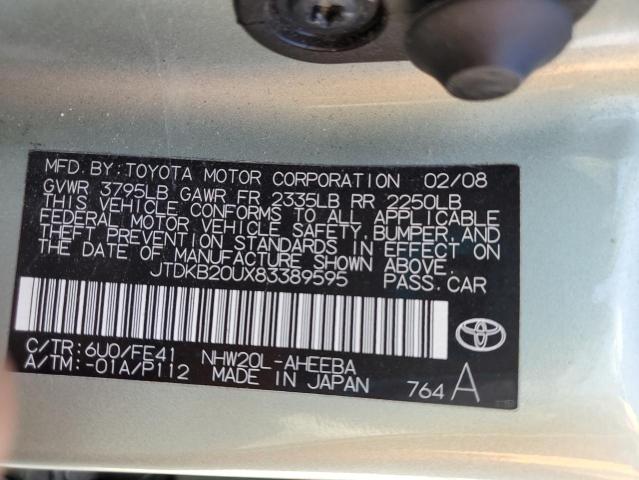 MFD. BY: TOYOTA MOTOR CORPORATION 02/08
GVWR 3795LB GAWR FR 2335LB RR 2250LB
THIS VEHICLE CONFORMS TO ALL APPLICABLE
FEDERAL MOTOR VEHICLE SAFETY, BUMPER, AND
THEFT PREVENTION STANDARDS IN EFFECT ON
THE DATE OF MANUFACTURE SHOWN ABOVE.
JTDKB20UX83389595 PASS. CAR
C/TR: 6U0/FE41 NHW20L-AHEEBA
A/TM: -01A/P112 MADE IN JAPAN 764 A